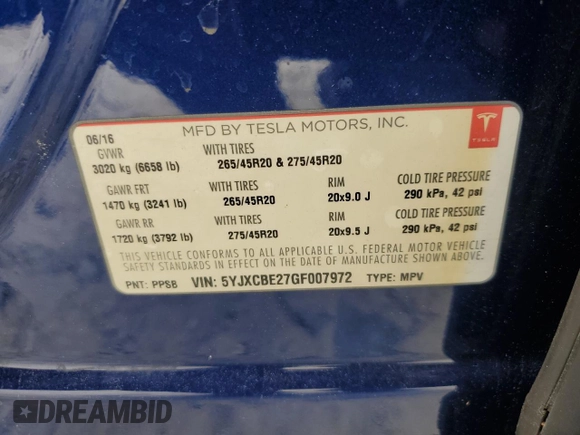 MFD BY TESLA MOTORS, INC.
TESLA
06/16
GVWR WITH TIRES
3020 kg (6658 lb) 265/45R20 & 275/45R20
GAWR FRT WITH TIRES RIM COLD TIRE PRESSURE
1470 kg (3241 lb) 265/45R20 20x9.0 J 290 kPa, 42 psi
GAWR RR WITH TIRES RIM COLD TIRE PRESSURE
1720 kg (3792 lb) 275/45R20 20x9.5 J 290 kPa, 42 psi
THIS VEHICLE CONFORMS TO ALL APPLICABLE U.S. FEDERAL MOTOR VEHICLE
SAFETY STANDARDS IN EFFECT ON THE DATE OF MANUFACTURE SHOWN ABOVE.
PNT: PPSB VIN: 5YJXCBE27GF007972 TYPE: MPV
DREAMBID